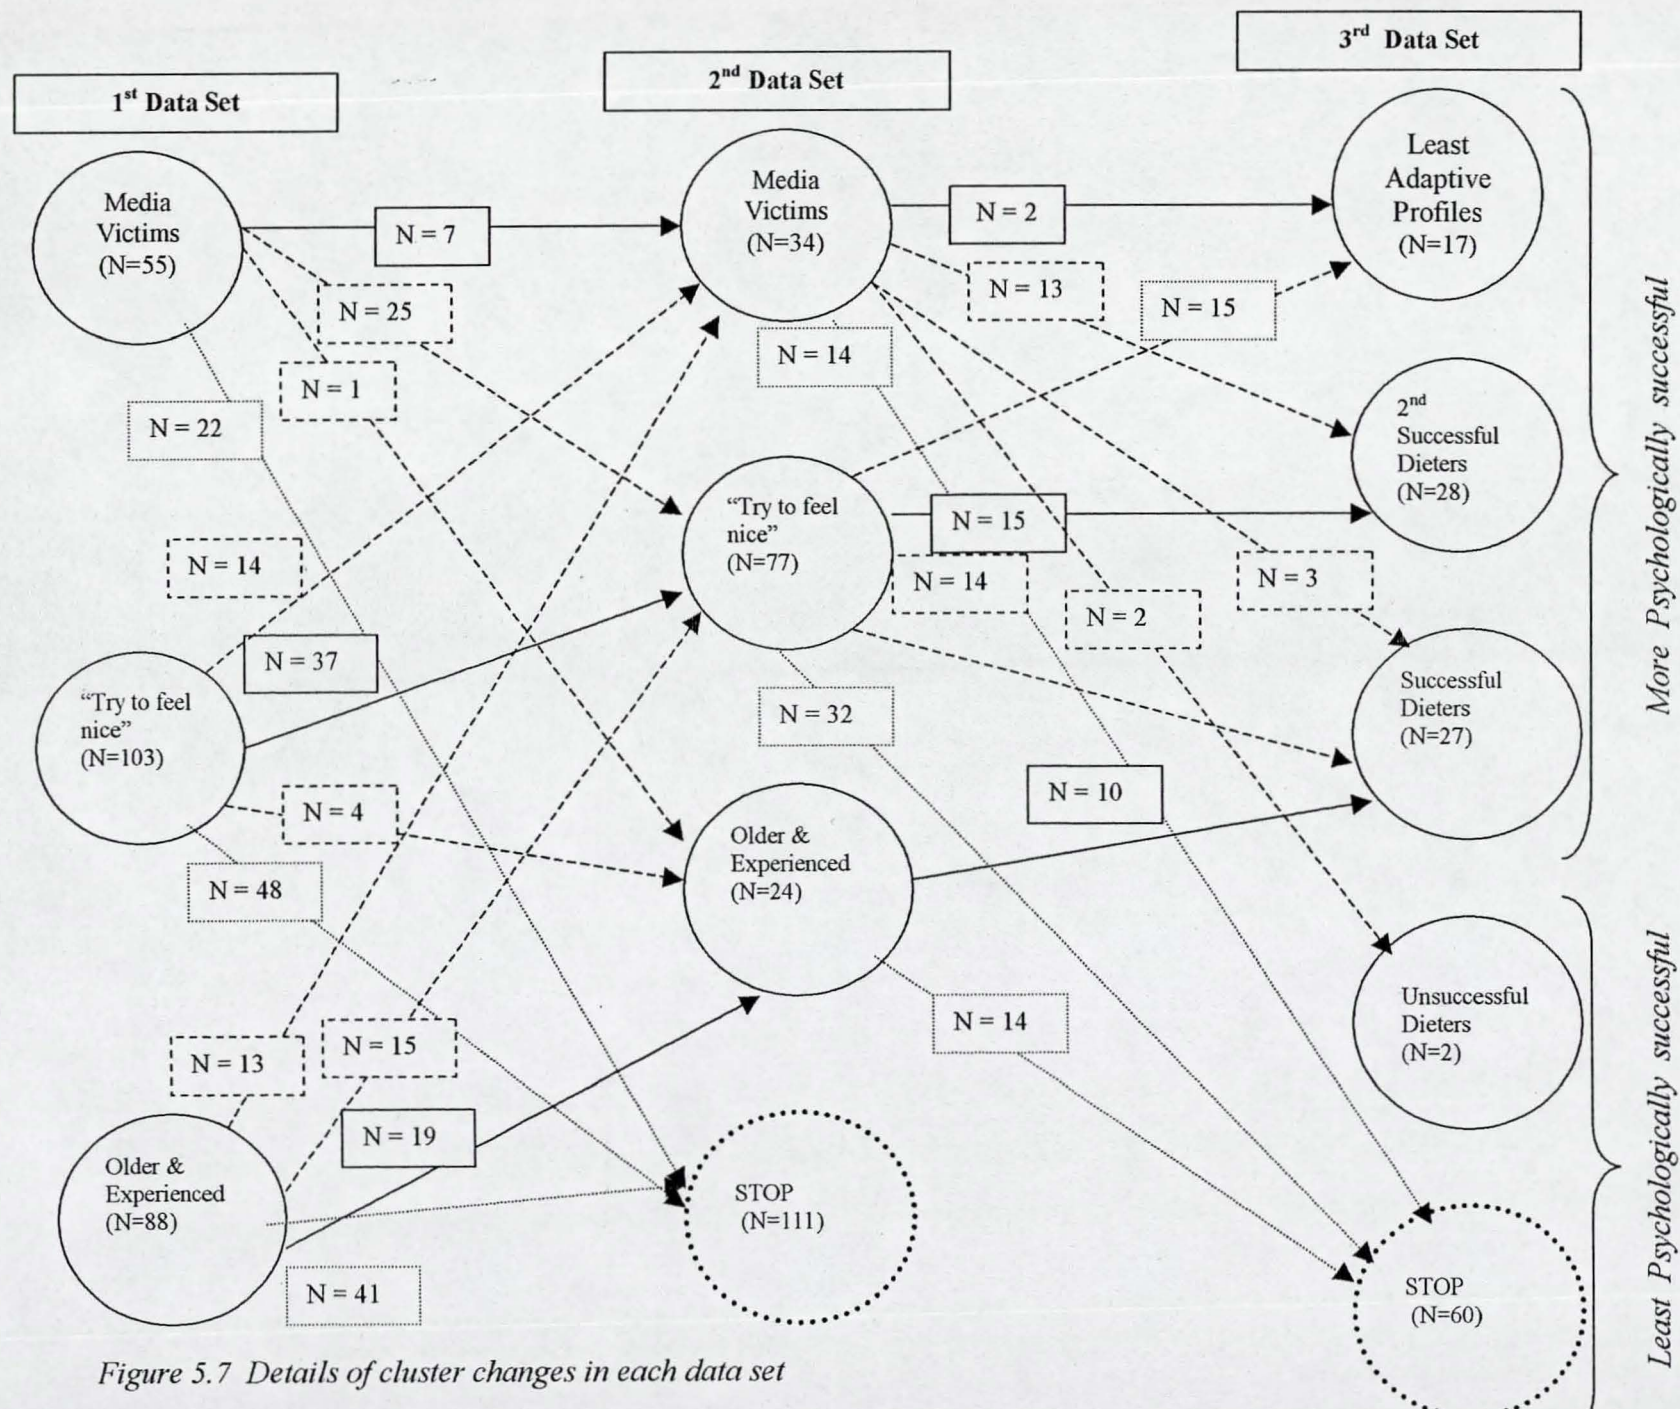 1st Data Set
2nd Data Set
3rd Data Set
Media
Victims
(N=55)
N = 7
N = 25
N = 1
N = 22
N = 14
N = 37
"Try to feel
nice"
(N=103)
N = 4
N = 48
N = 13
N = 15
N = 19
Older &
Experienced
(N=88)
N = 41
Media
Victims
(N=34)
N = 2
N = 13
N = 15
N = 14
"Try to feel
nice"
(N=77)
N = 15
N = 14
N = 2
N = 3
N = 32
N = 10
Older &
Experienced
(N=24)
N = 14
STOP
(N=111)
Least
Adaptive
Profiles
(N=17)
2nd
Successful
Dieters
(N=28)
Successful
Dieters
(N=27)
Unsuccessful
Dieters
(N=2)
STOP
(N=60)
More Psychologically successful
Least Psychologically successful
Figure 5.7 Details of cluster changes in each data set